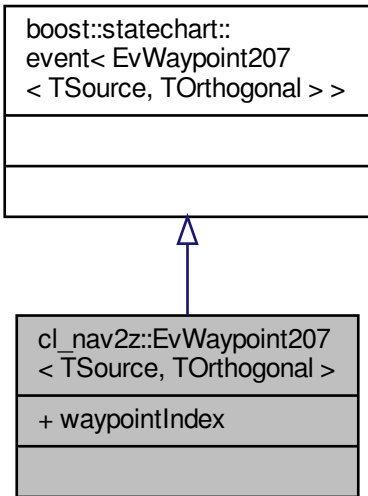 boost::statechart::
event< EvWaypoint207
< TSource, TOrthogonal > >
cl_nav2z::EvWaypoint207
< TSource, TOrthogonal >
+ waypointIndex